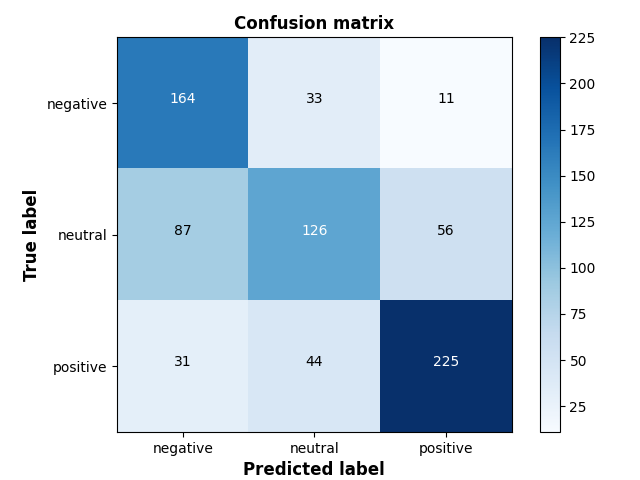 Confusion matrix
225
200
175
150
125
100
75
50
25
True label
negative
neutral
positive
164 33 11
87 126 56
31 44 225
negative neutral positive
Predicted label